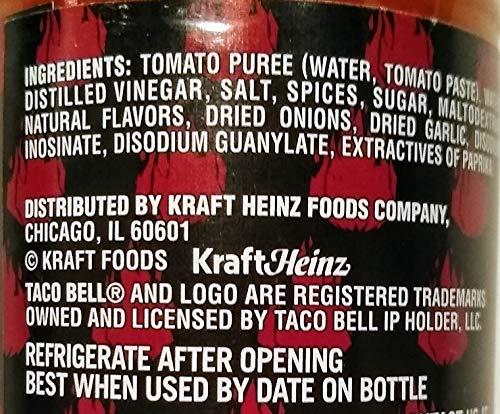 INGREDIENTS: TOMATO PUREE (WATER, TOMATO PASTE),
DISTILLED VINEGAR, SALT, SPICES, SUGAR,
NATURAL FLAVORS, DRIED ONIONS, DRIED GARLIC,
INOSINATE, DISODIUM GUANYLATE, EXTRACTIVES OF
DISTRIBUTED BY KRAFT HEINZ FOODS COMPANY,
CHICAGO, IL 60601
© KRAFT FOODS KraftHeinz
TACO BELL® AND LOGO ARE REGISTERED TRADEMARKS
OWNED AND LICENSED BY TACO BELL IP HOLDER, LLC.
REFRIGERATE AFTER OPENING
BEST WHEN USED BY DATE ON BOTTLE